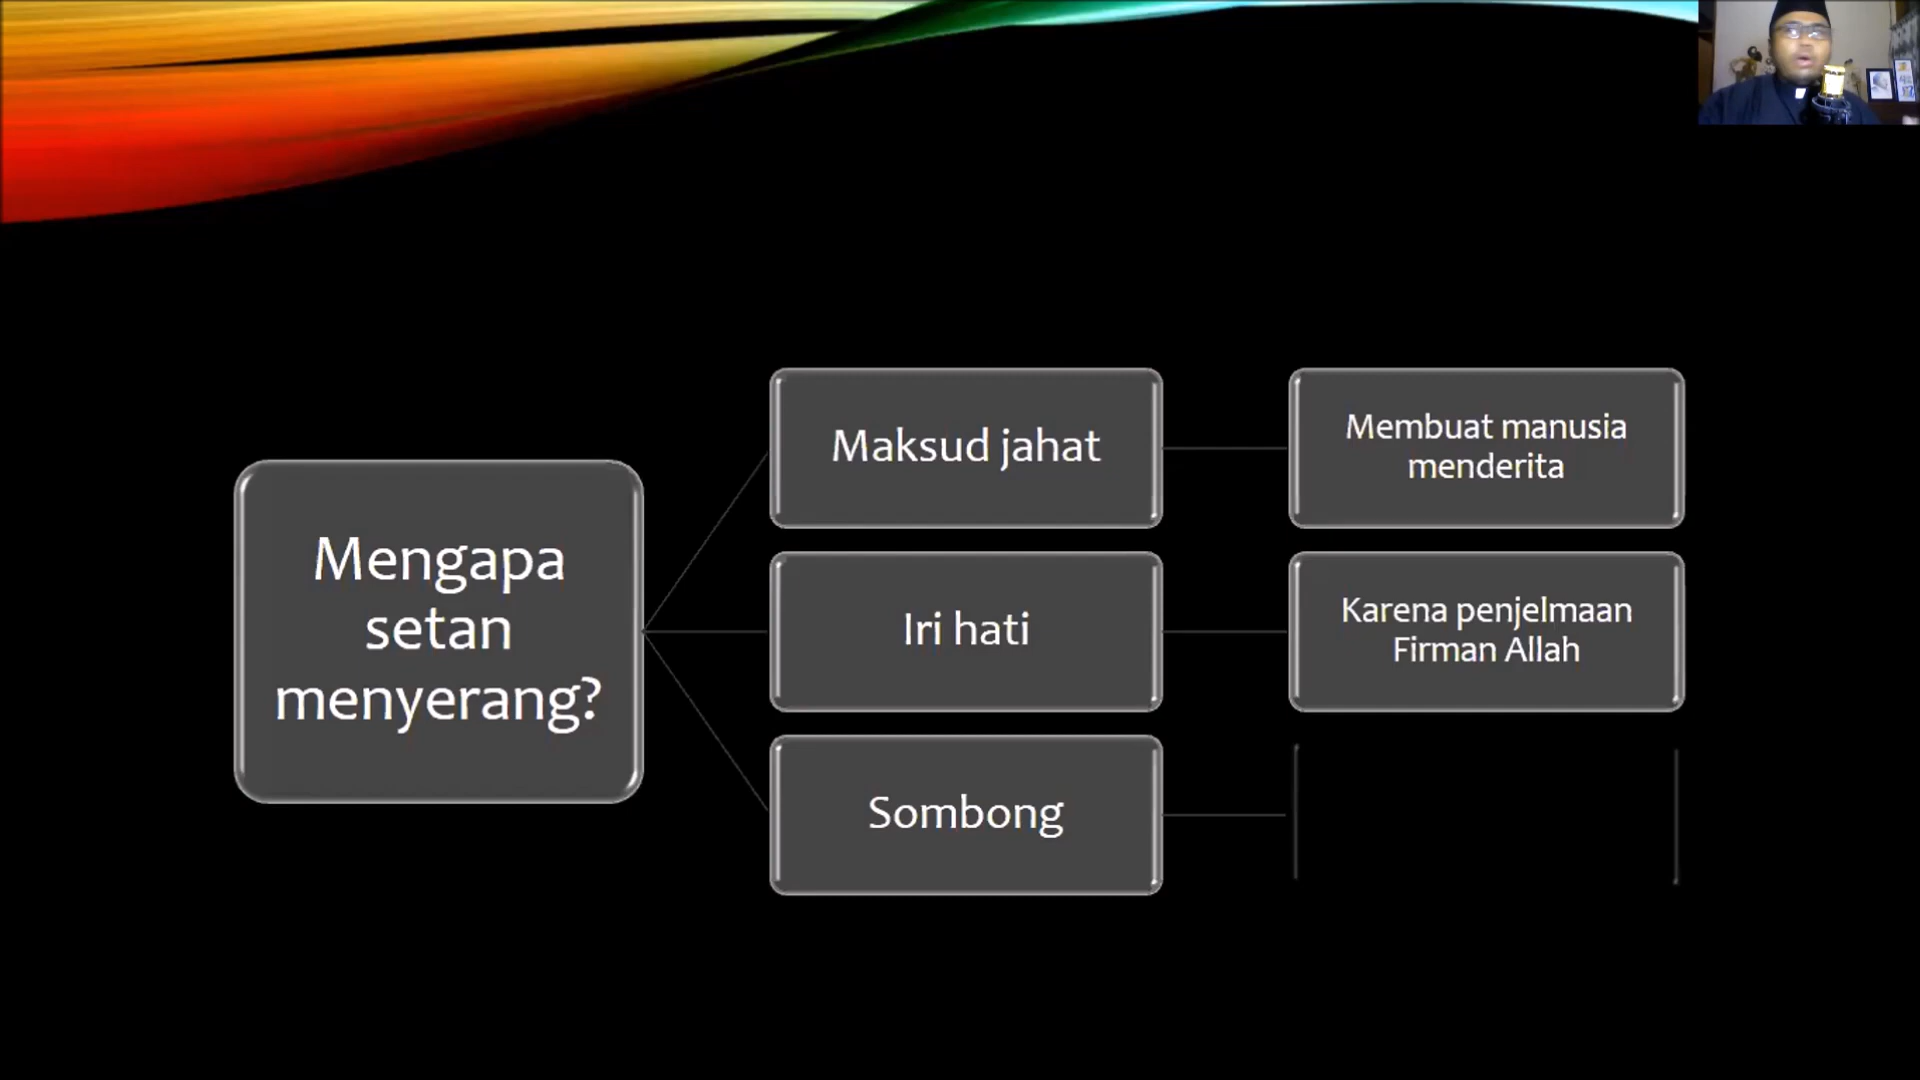 Mengapa
setan
menyerang?
Maksud jahat
Membuat manusia
menderita
Iri hati
Karena penjelmaan
Firman Allah
Sombong